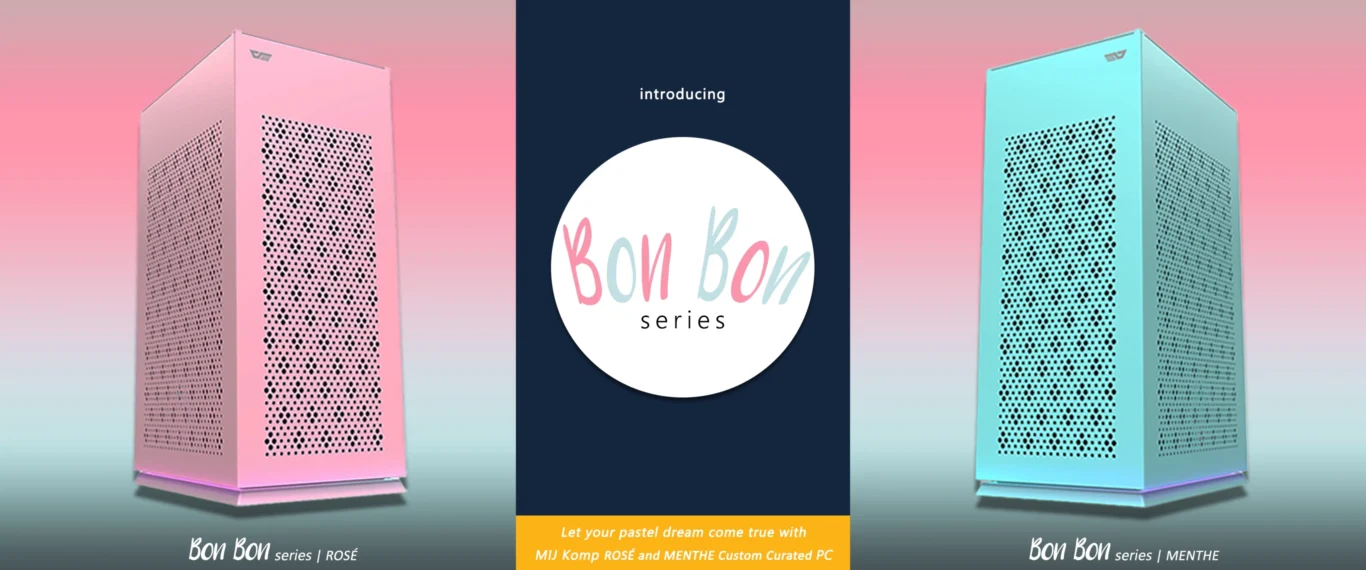 Bon Bon series | ROSÉ
introducing
Bon Bon
series
Let your pastel dream come true with
MIJ Komp ROSÉ and MENTHE Custom Curated PC
Bon Bon series | MENTHE